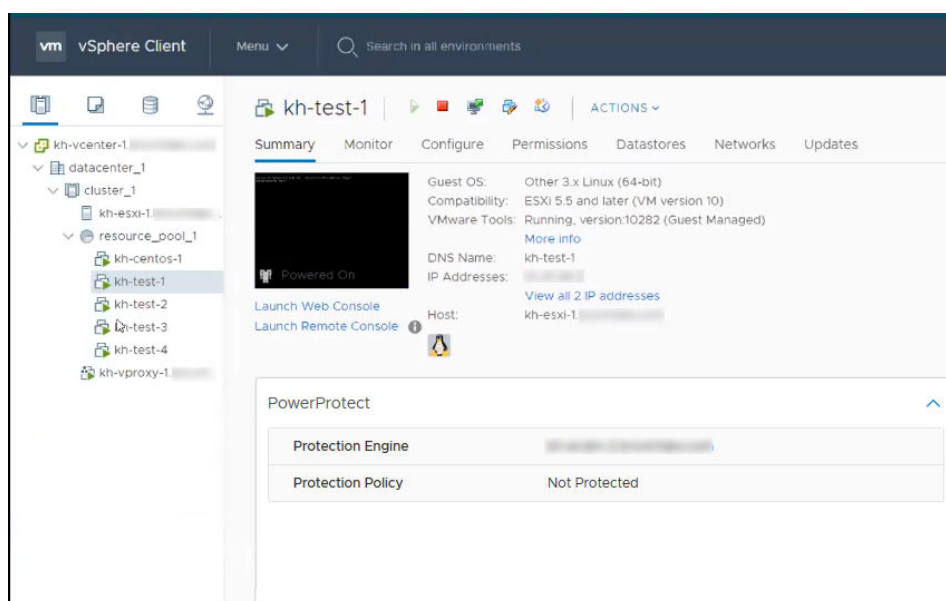 vm vSphere Client Menu Search in all environments
kh-test-1 ACTIONS
Summary Monitor Configure Permissions Datastores Networks Updates
kh-vcenter-1.
datacenter_1
cluster_1
kh-esxi-1.
resource_pool_1
kh-centos-1
kh-test-1
kh-test-2
kh-test-3
kh-test-4
kh-vproxy-1.
Powered On
Launch Web Console
Launch Remote Console
Guest OS: Other 3.x Linux (64-bit)
Compatibility: ESXi 5.5 and later (VM version 10)
VMware Tools: Running, version:10282 (Guest Managed)
More info
DNS Name: kh-test-1
IP Addresses:
View all 2 IP addresses
Host: kh-esxi-1.
PowerProtect
Protection Engine
Protection Policy Not Protected